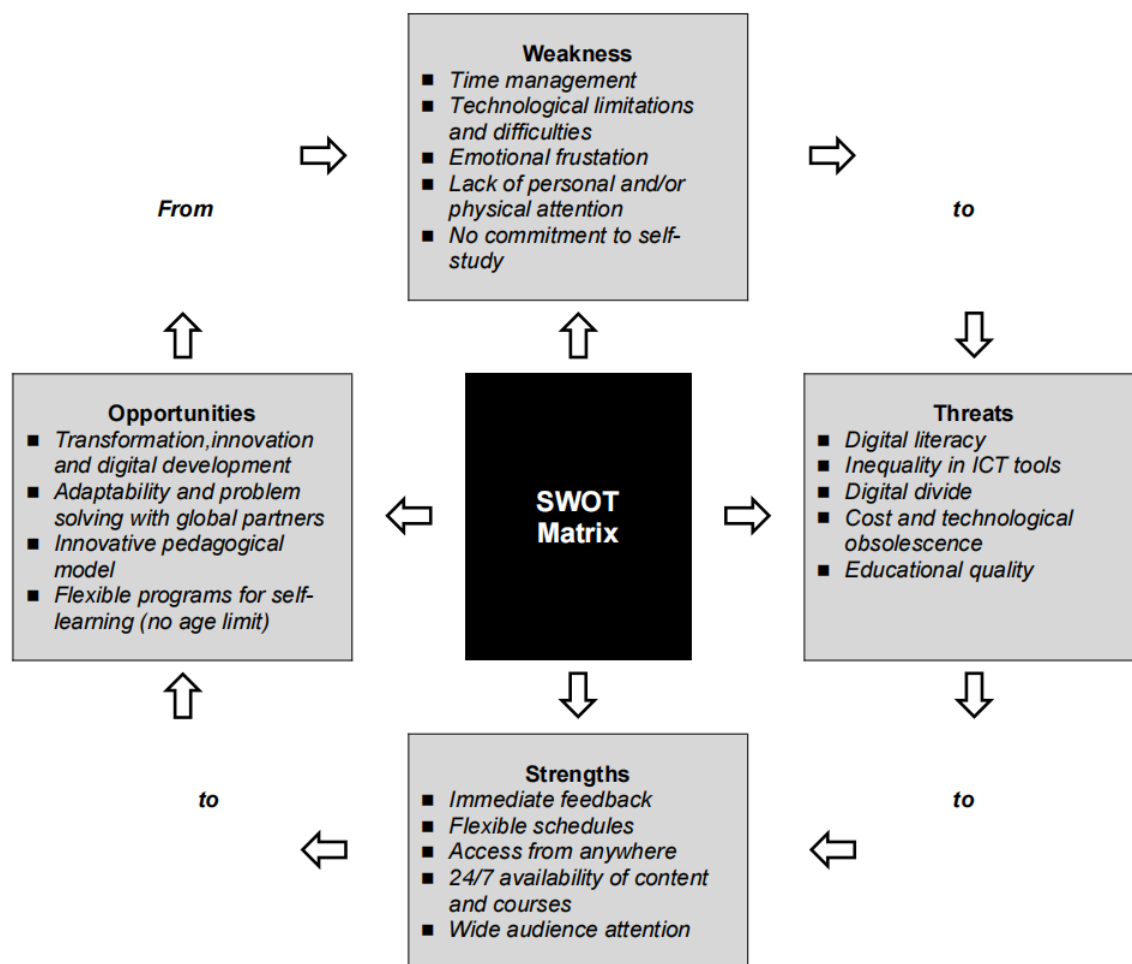 Weakness
■ Time management
■ Technological limitations
and difficulties
■ Emotional frustation
■ Lack of personal and/or
physical attention
■ No commitment to self-
study
From
to
Opportunities
■ Transformation,innovation
and digital development
■ Adaptability and problem
solving with global partners
■ Innovative pedagogical
model
■ Flexible programs for self-
learning (no age limit)
SWOT
Matrix
Threats
■ Digital literacy
■ Inequality in ICT tools
■ Digital divide
■ Cost and technological
obsolescence
■ Educational quality
to
Strengths
■ Immediate feedback
■ Flexible schedules
■ Access from anywhere
■ 24/7 availability of content
and courses
■ Wide audience attention
to